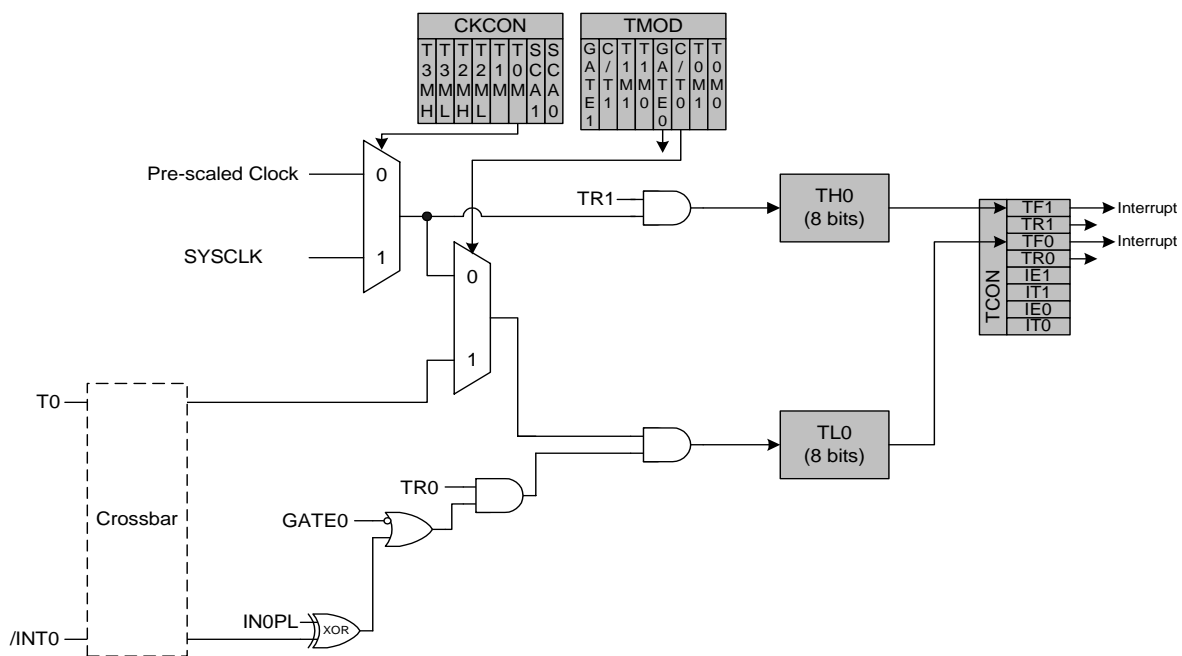 CKCON
T3MH
T3ML
T2MH
T2ML
T1M
T0M
SCA1
SCA0
TMOD
GATE1
C/T1
T1M1
T1M0
GATE0
C/T0
T0M1
T0M0
Pre-scaled Clock
0
SYSCLK
1
TR1
TH0
(8 bits)
TCON
TF1
TR1
TF0
TR0
IE1
IT1
IE0
IT0
Interrupt
Interrupt
0
1
T0
Crossbar
TL0
(8 bits)
TR0
GATE0
IN0PL
XOR
/INT0